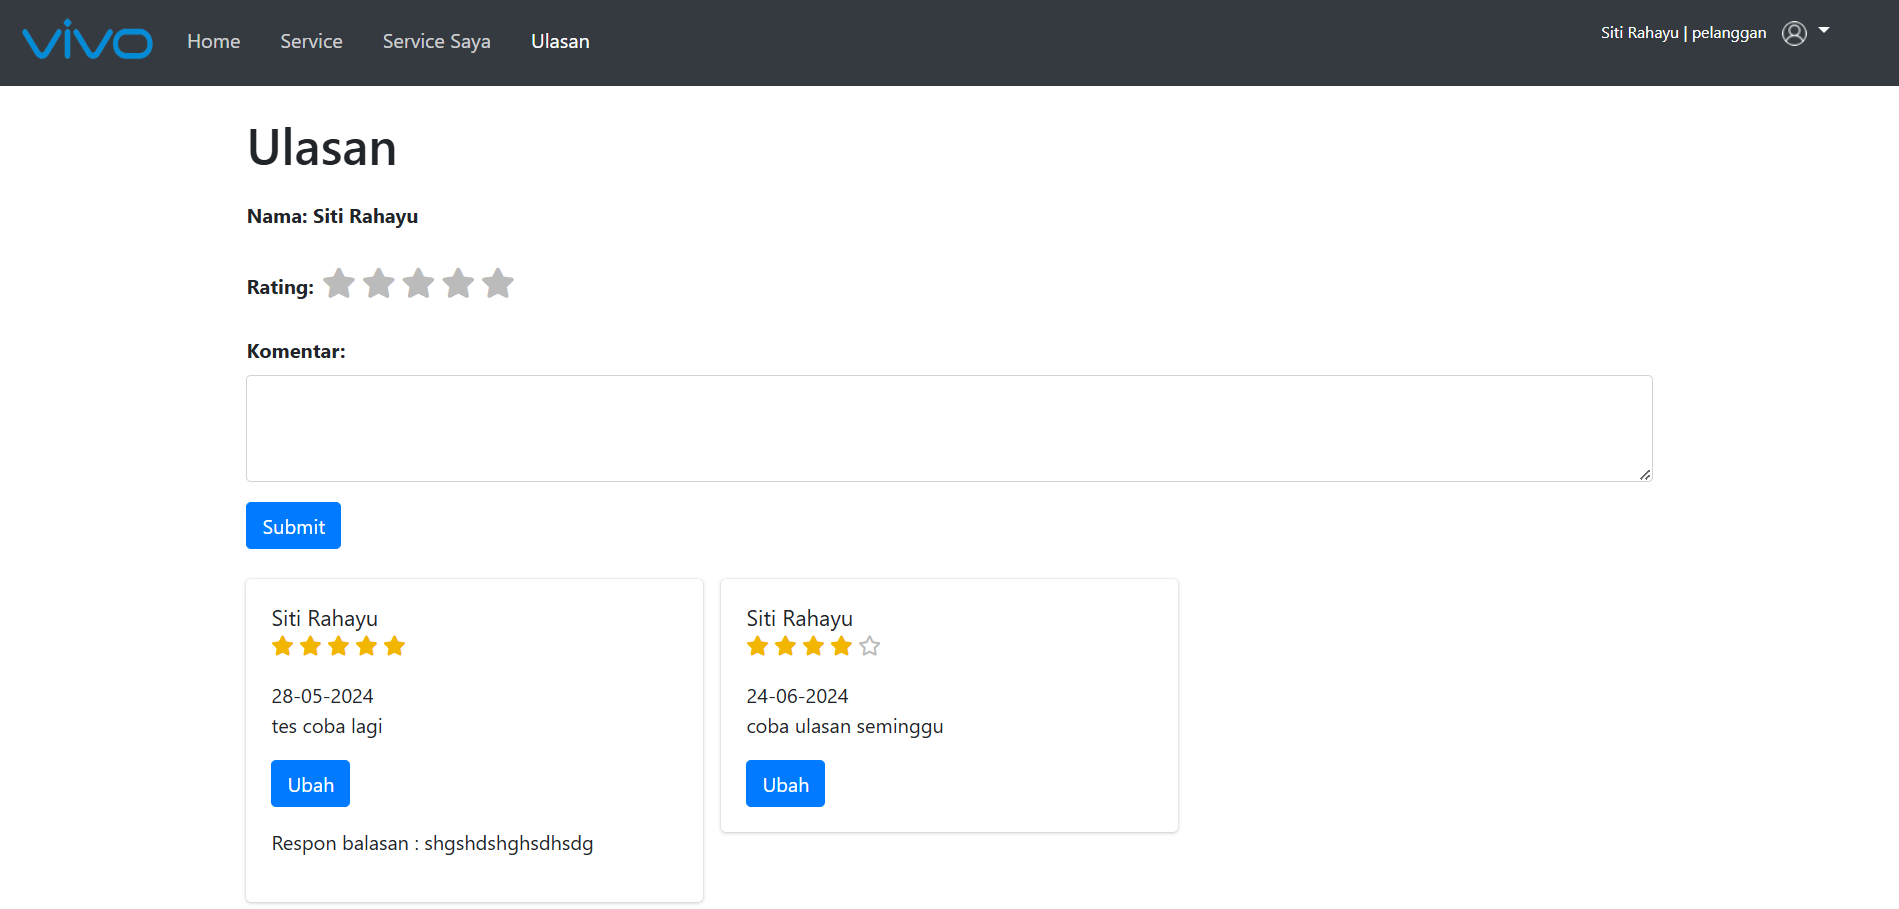 vivo Home Service Service Saya Ulasan Siti Rahayu | pelanggan
Ulasan
Nama: Siti Rahayu
Rating:
Komentar:
Submit
Siti Rahayu
28-05-2024
tes coba lagi
Ubah
Respon balasan : shgshdshghsdhsdg
Siti Rahayu
24-06-2024
coba ulasan seminggu
Ubah